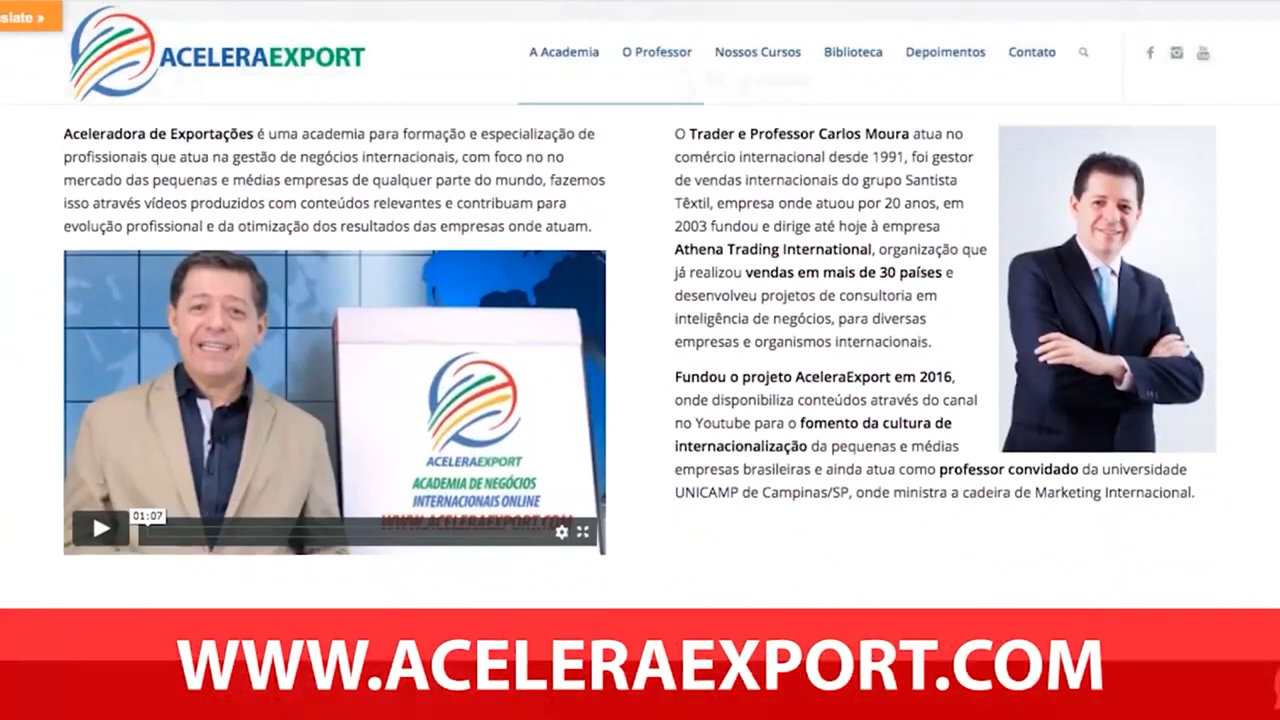 slate »
ACELERAEXPORT
A Academia
O Professor
Nossos Cursos
Biblioteca
Depoimentos
Contato
Aceleradora de Exportações é uma academia para formação e especialização de
profissionais que atua na gestão de negócios internacionais, com foco no no
mercado das pequenas e médias empresas de qualquer parte do mundo, fazemos
isso através vídeos produzidos com conteúdos relevantes e contribuam para
evolução profissional e da otimização dos resultados das empresas onde atuam.
ACELERAEXPORT
ACADEMIA DE NEGÓCIOS
INTERNACIONAIS ONLINE
WWW.ACELERAEXPORT.COM
01:07
O Trader e Professor Carlos Moura atua no
comércio internacional desde 1991, foi gestor
de vendas internacionais do grupo Santista
Têxtil, empresa onde atuou por 20 anos, em
2003 fundou e dirige até hoje à empresa
Athena Trading International, organização que
já realizou vendas em mais de 30 países e
desenvolveu projetos de consultoria em
inteligência de negócios, para diversas
empresas e organismos internacionais.
Fundou o projeto AceleraExport em 2016,
onde disponibiliza conteúdos através do canal
no Youtube para o fomento da cultura de
internacionalização da pequenas e médias
empresas brasileiras e ainda atua como professor convidado da universidade
UNICAMP de Campinas/SP, onde ministra a cadeira de Marketing Internacional.
WWW.ACELERAEXPORT.COM